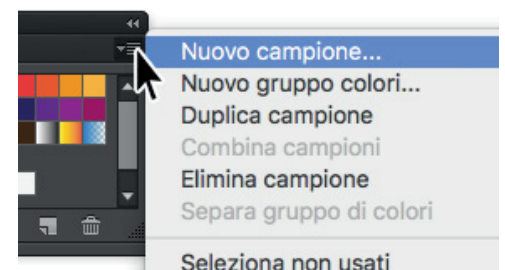 Nuovo campione...
Nuovo gruppo colori...
Duplica campione
Combina campioni
Elimina campione
Separa gruppo di colori
Seleziona non usati